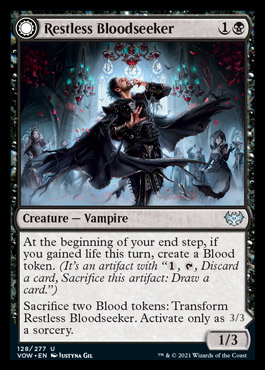 Restless Bloodseeker 1
Creature — Vampire
At the beginning of your end step, if
you gained life this turn, create a Blood
token. (It's an artifact with “1, , Discard
a card, Sacrifice this artifact: Draw a
card.”)
Sacrifice two Blood tokens: Transform
Restless Bloodseeker. Activate only as 3/3
a sorcery.
1/3
128/277 U
VOW • EN Justyna Gil ™ & © 2021 Wizards of the Coast